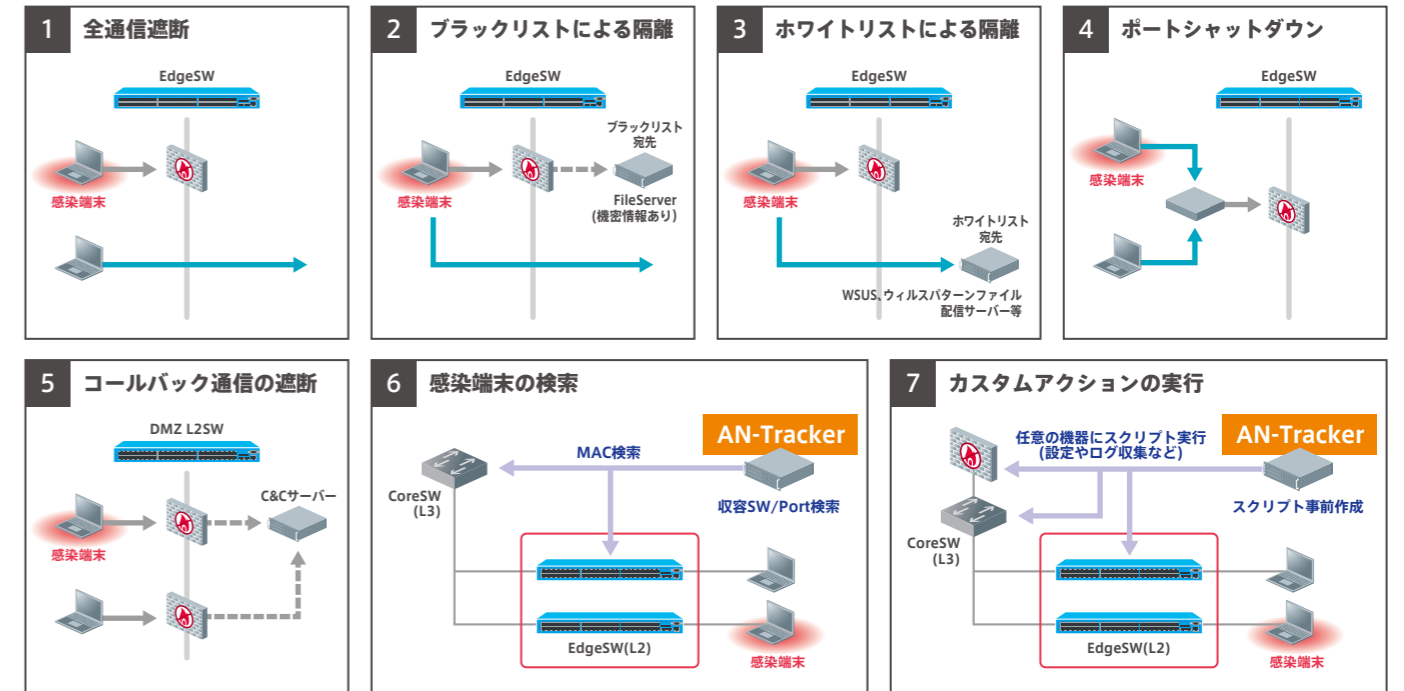 1 全通信遮断
EdgeSW
感染端末
2 ブラックリストによる隔離
EdgeSW
ブラックリスト
宛先
感染端末
FileServer
(機密情報あり)
3 ホワイトリストによる隔離
EdgeSW
感染端末
ホワイトリスト
宛先
WSUS、ウィルスパターンファイル
配信サーバー等
4 ポートシャットダウン
EdgeSW
感染端末
5 コールバック通信の遮断
DMZ L2SW
C&Cサーバー
感染端末
6 感染端末の検索
AN-Tracker
MAC検索
CoreSW
(L3)
収容SW/Port検索
EdgeSW(L2)
感染端末
7 カスタムアクションの実行
AN-Tracker
任意の機器にスクリプト実行
(設定やログ収集など)
スクリプト事前作成
CoreSW
(L3)
EdgeSW(L2)
感染端末